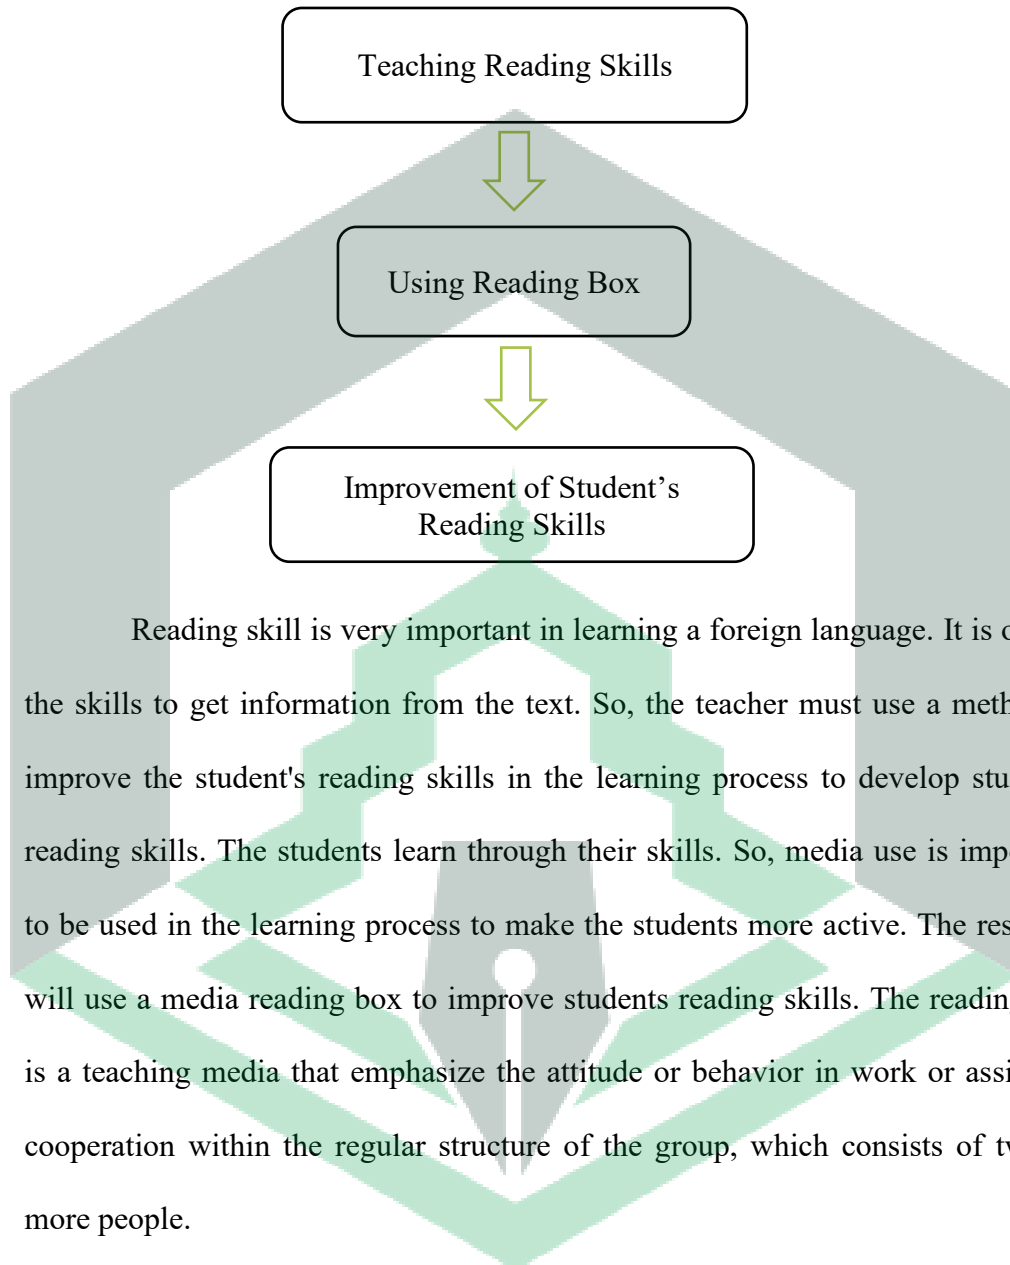 Teaching Reading Skills
Using Reading Box
Improvement of Student’s
Reading Skills
Reading skill is very important in learning a foreign language. It is
the skills to get information from the text. So, the teacher must use a
improve the student's reading skills in the learning process to develop
reading skills. The students learn through their skills. So, media use is
to be used in the learning process to make the students more active. The
will use a media reading box to improve students reading skills. The
is a teaching media that emphasize the attitude or behavior in work or
cooperation within the regular structure of the group, which consists of
more people.